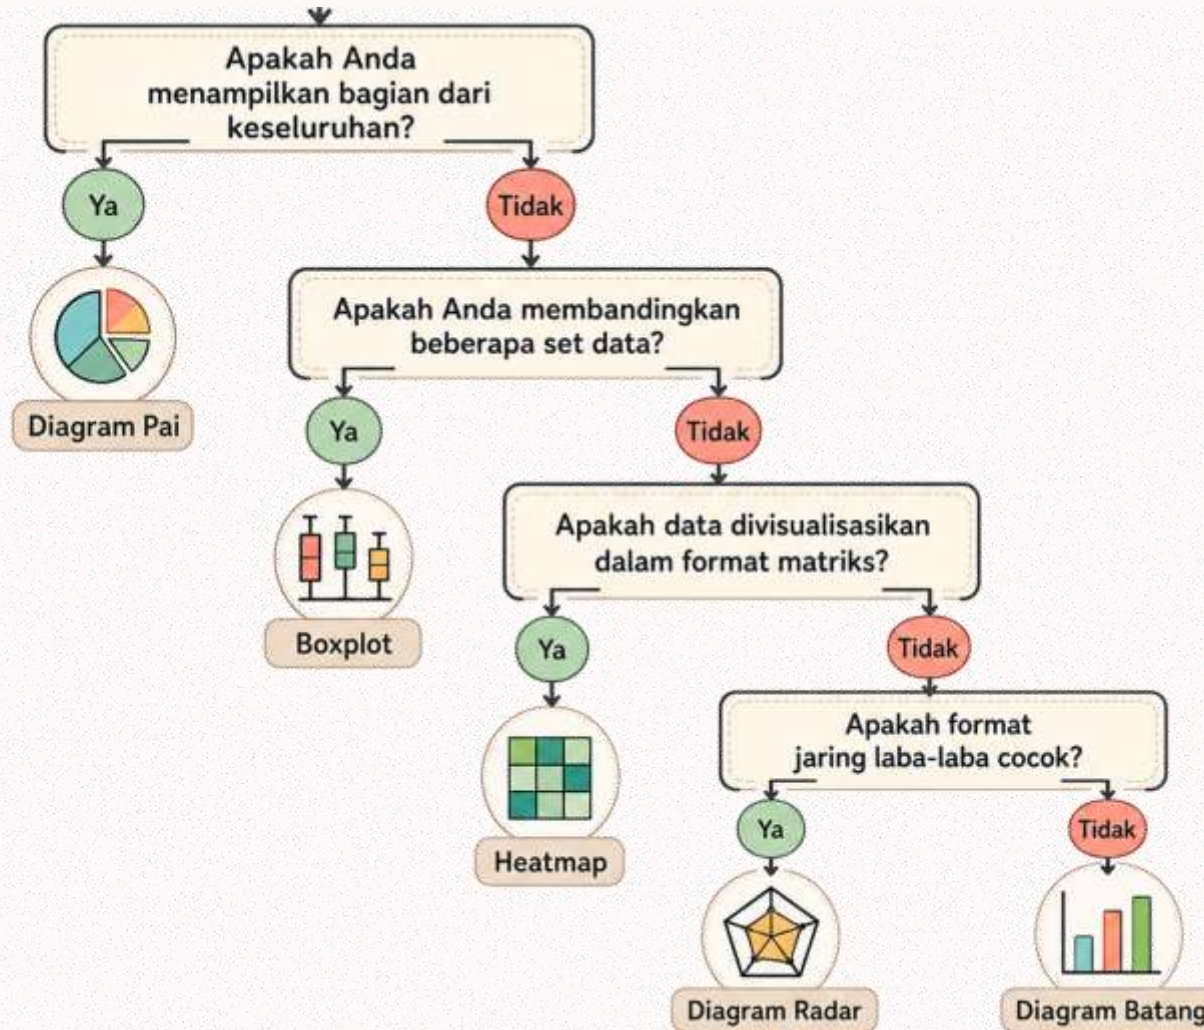 Apakah Anda
menampilkan bagian dari
keseluruhan?
Ya
Tidak
Diagram Pai
Apakah Anda membandingkan
beberapa set data?
Ya
Tidak
Boxplot
Apakah data divisualisasikan
dalam format matriks?
Ya
Tidak
Heatmap
Apakah format
jaring laba-laba cocok?
Ya
Tidak
Diagram Radar
Diagram Batang